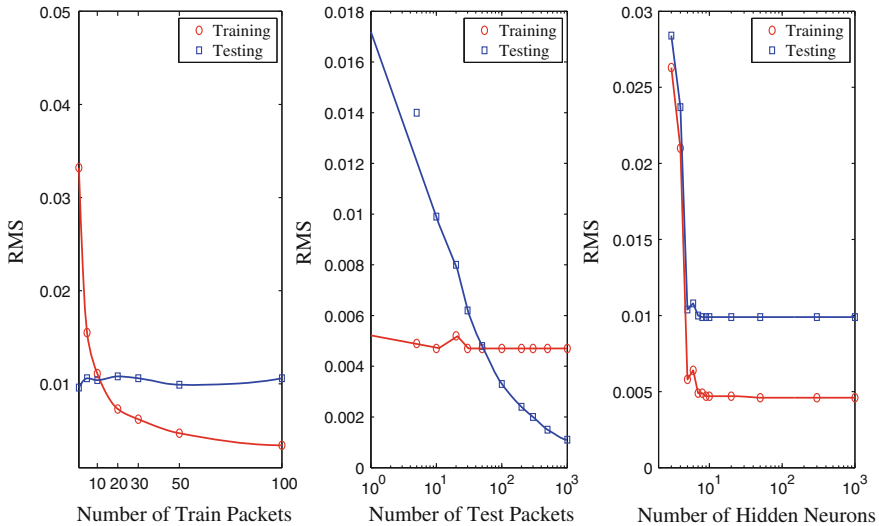 0.05
0.04
0.03
0.02
0.01
RMS
10 20 30 50 100
Number of Train Packets
Training
Testing
0.018
0.016
0.014
0.012
0.01
0.008
0.006
0.004
0.002
0
RMS
10^0 10^1 10^2 10^3
Number of Test Packets
Training
Testing
0.03
0.025
0.02
0.015
0.01
0.005
0
RMS
10^1 10^2 10^3
Number of Hidden Neurons
Training
Testing